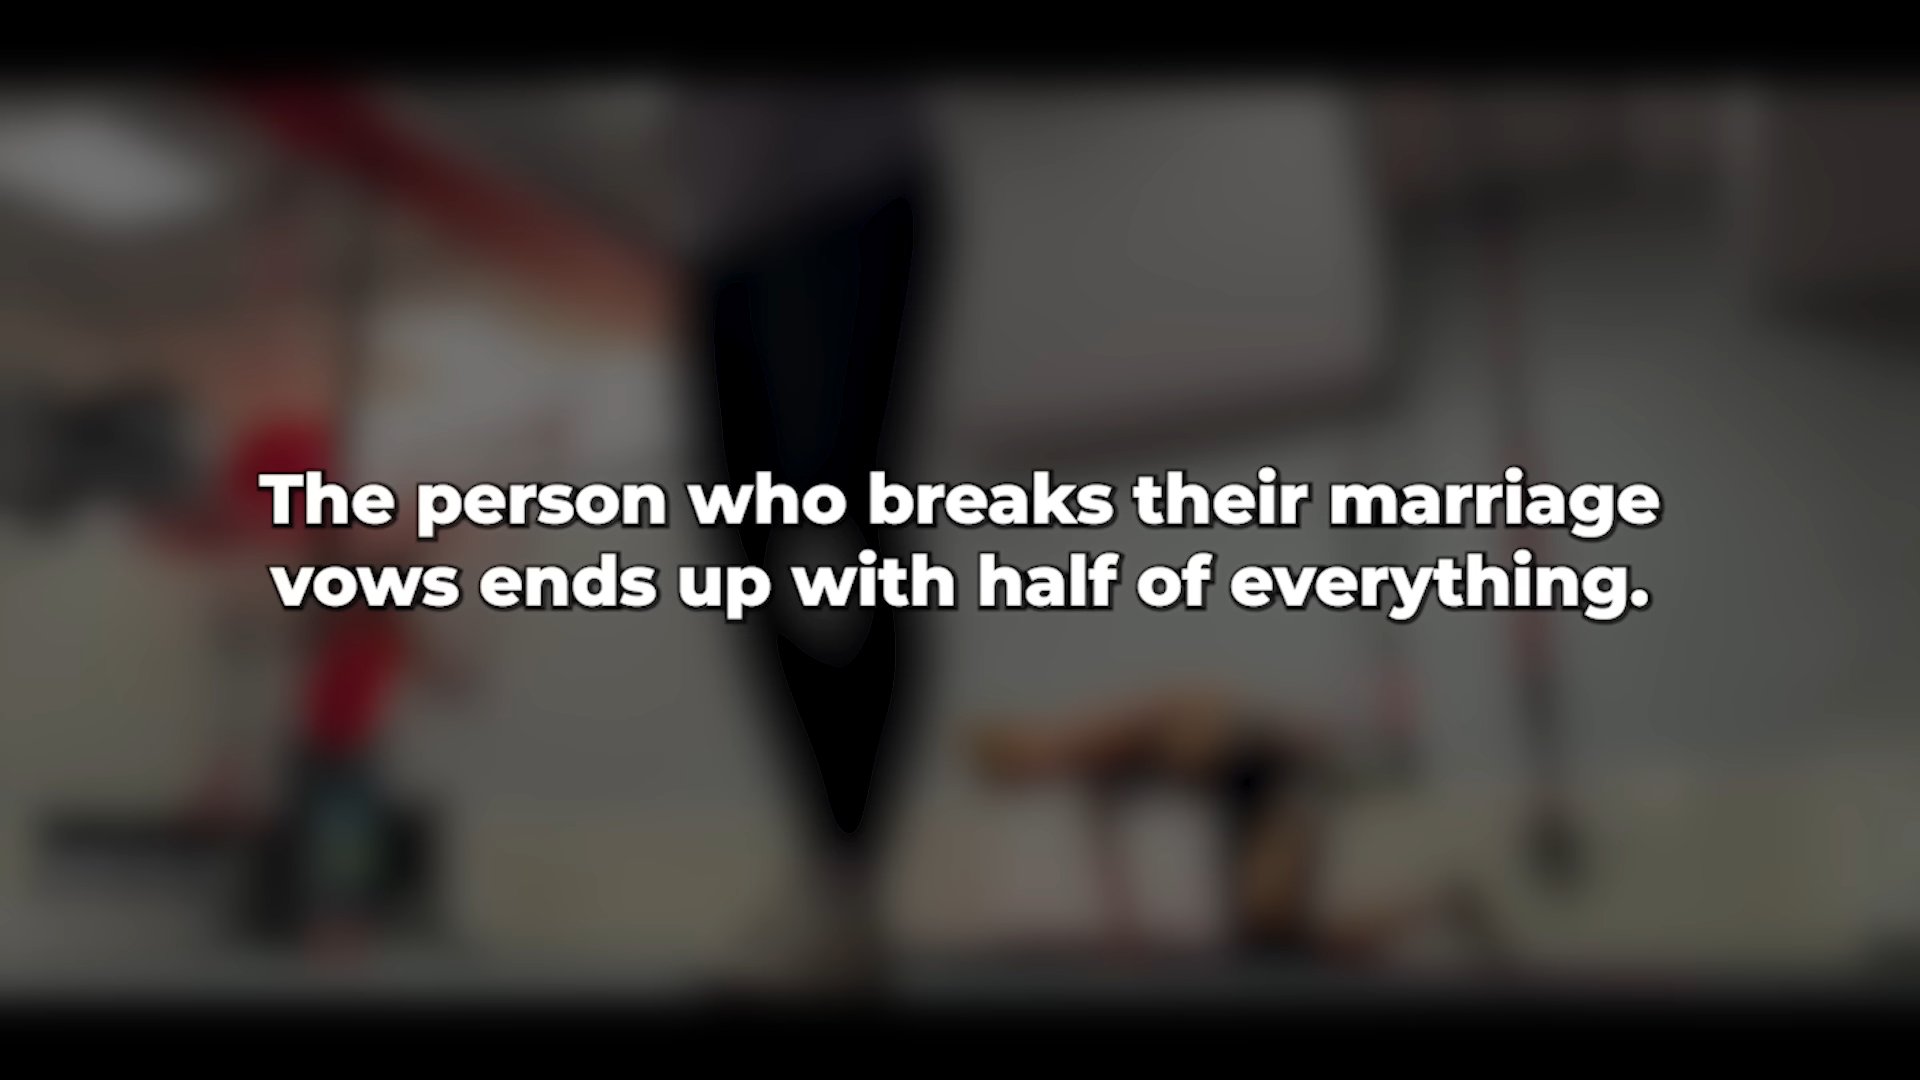 The person who breaks their marriage
vows ends up with half of everything.